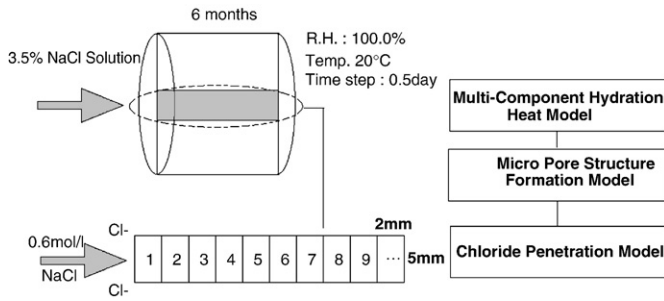 6 months
3.5% NaCl Solution
R.H. : 100.0%
Temp. 20°C
Time step : 0.5day
Multi-Component Hydration
Heat Model
Micro Pore Structure
Formation Model
Chloride Penetration Model
0.6mol/l
NaCl
Cl-
Cl-
2mm
5mm
1 2 3 4 5 6 7 8 9 ...